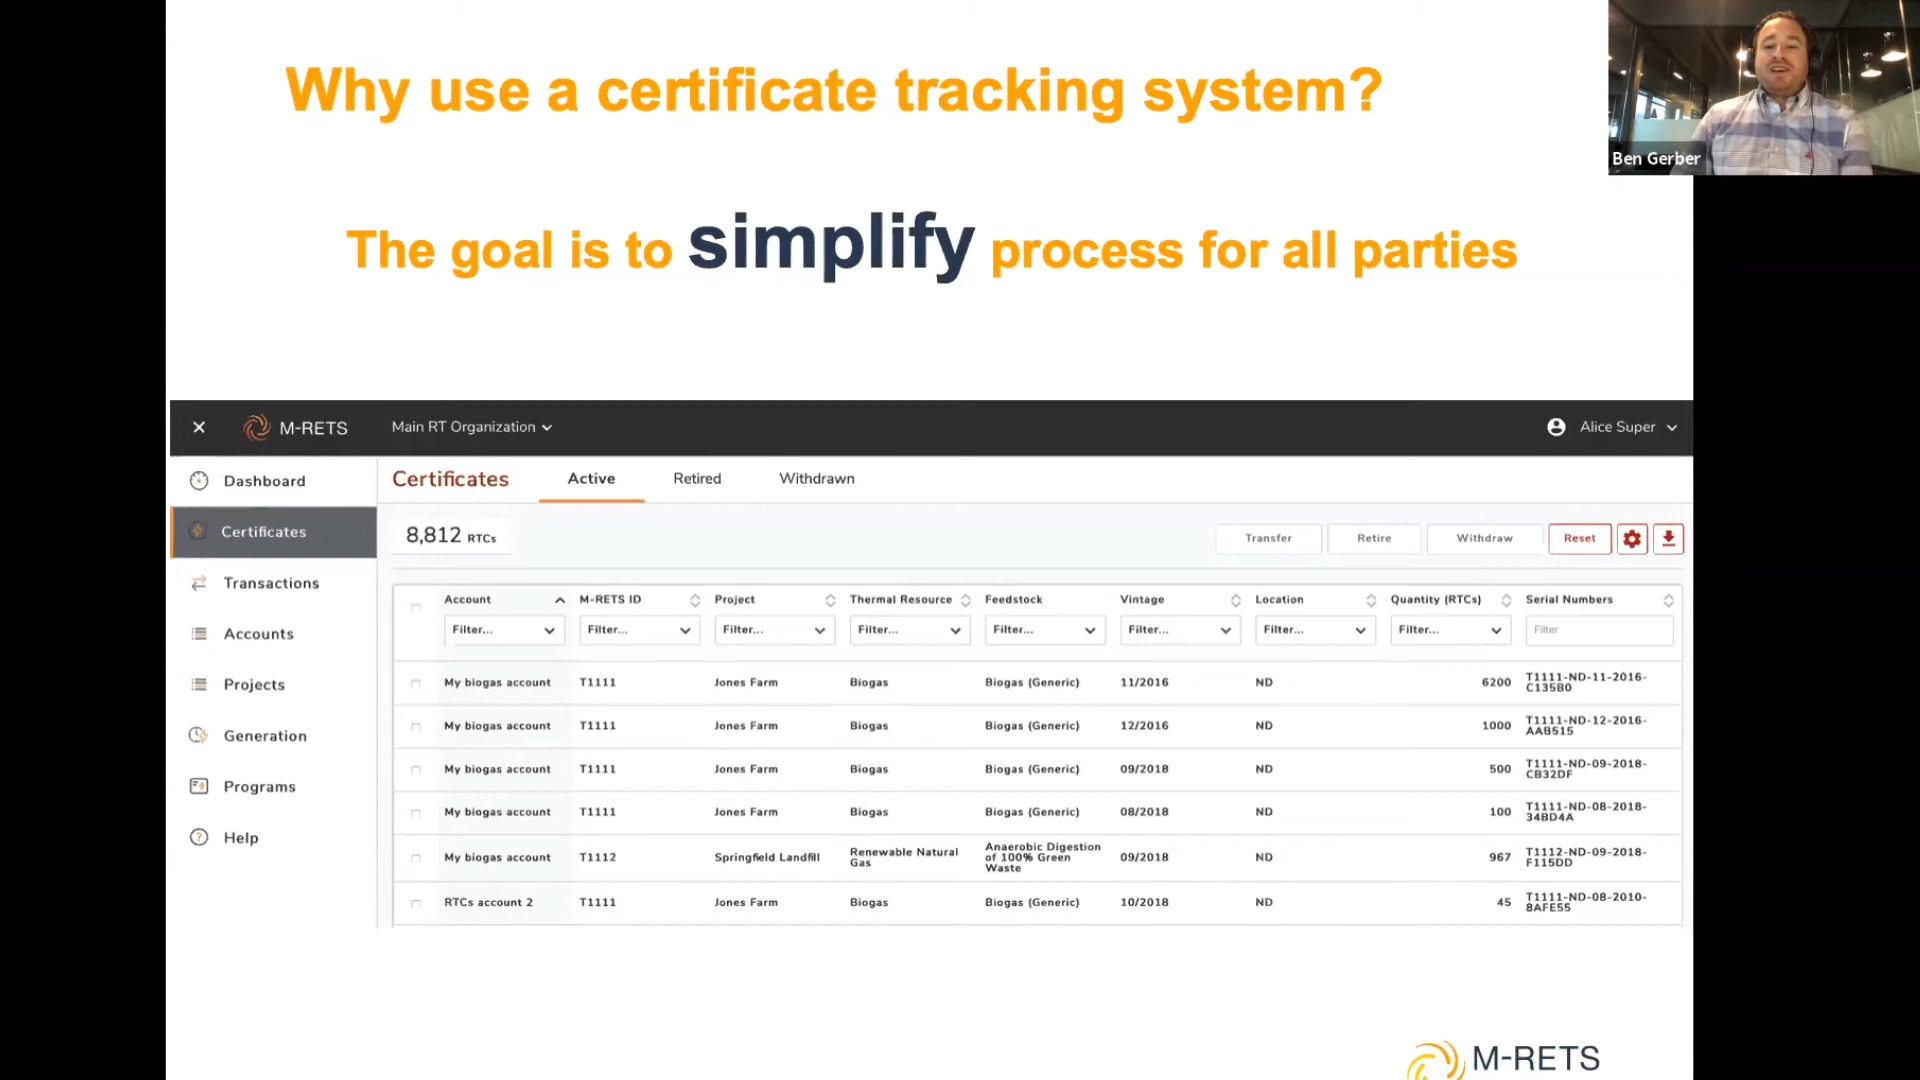 Why use a certificate tracking system?
Ben Gerber
The goal is to simplify process for all parties
M-RETS Main RT Organization Alice Super
Dashboard
Certificates
Transactions
Accounts
Projects
Generation
Programs
Help
Certificates Active Retired Withdrawn
8,812 RTCs Transfer Retire Withdraw Reset
Account M-RETS ID Project Thermal Resource Feedstock Vintage Location Quantity (RTCs) Serial Numbers
Filter... Filter... Filter... Filter... Filter... Filter... Filter... Filter... Filter
My biogas account T1111 Jones Farm Biogas Biogas (Generic) 11/2016 ND 6200 T1111-ND-11-2016-
C135B0
My biogas account T1111 Jones Farm Biogas Biogas (Generic) 12/2016 ND 1000 T1111-ND-12-2016-
AAB515
My biogas account T1111 Jones Farm Biogas Biogas (Generic) 09/2018 ND 500 T1111-ND-09-2018-
CB32DF
My biogas account T1111 Jones Farm Biogas Biogas (Generic) 08/2018 ND 100 T1111-ND-08-2018-
34BD4A
My biogas account T1112 Springfield Landfill Renewable Natural
Gas Anaerobic Digestion
of 100% Green
Waste 09/2018 ND 967 T1112-ND-09-2018-
F115DD
RTCs account 2 T1111 Jones Farm Biogas Biogas (Generic) 10/2018 ND 45 T1111-ND-08-2010-
8AFE55
M-RETS